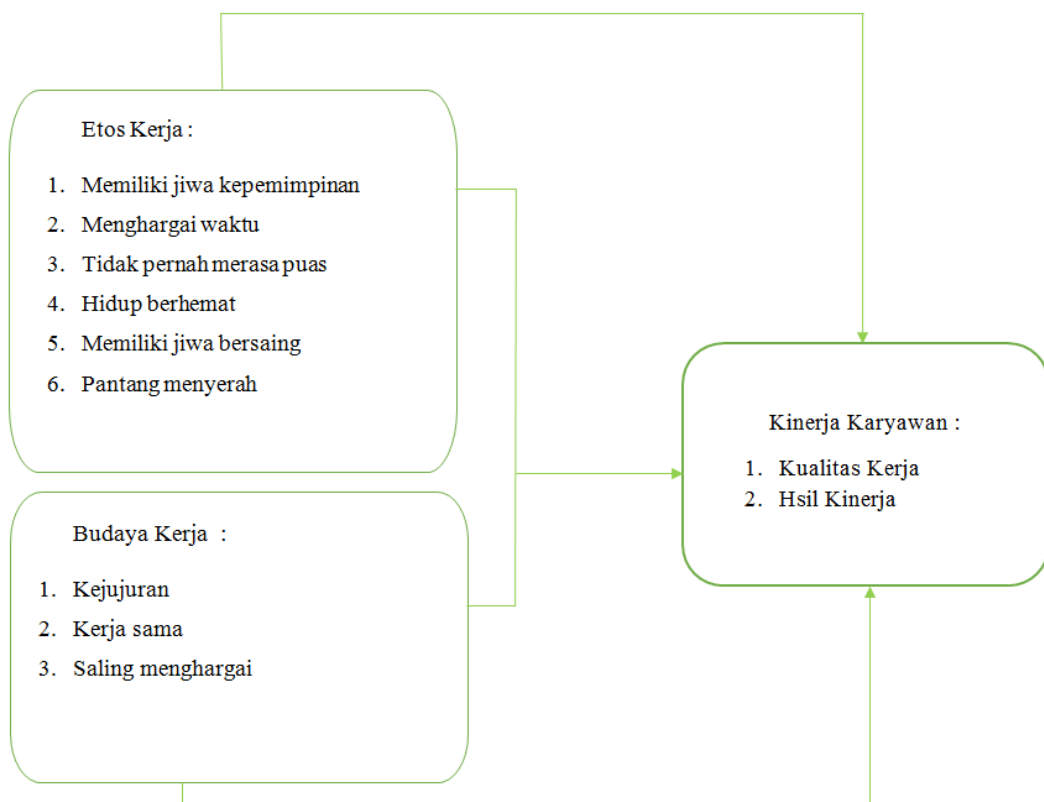 Etos Kerja :
1. Memiliki jiwa kepemimpinan
2. Menghargai waktu
3. Tidak pernah merasa puas
4. Hidup berhemat
5. Memiliki jiwa bersaing
6. Pantang menyerah
Budaya Kerja :
1. Kejujuran
2. Kerja sama
3. Saling menghargai
Kinerja Karyawan :
1. Kualitas Kerja
2. Hsil Kinerja